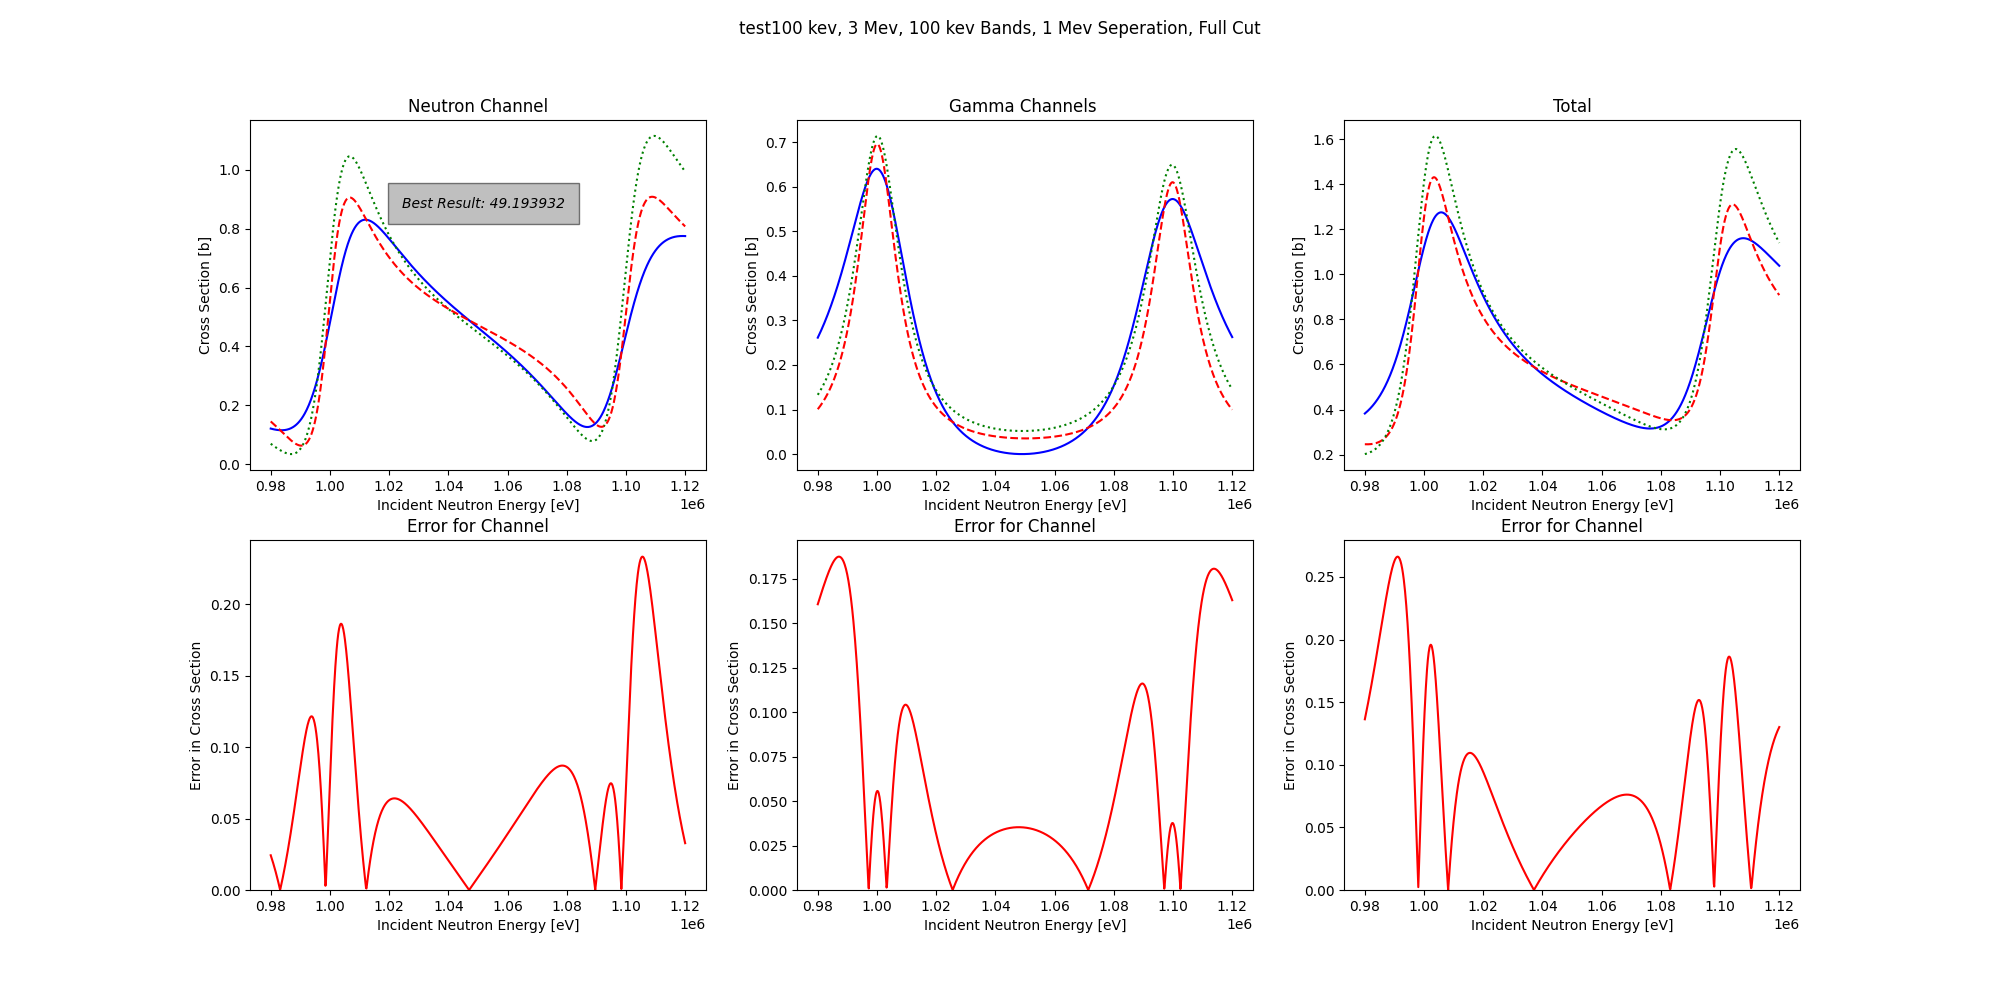 test100 kev, 3 Mev, 100 kev Bands, 1 Mev Seperation, Full Cut
Neutron Channel
Cross Section [b]
1.0
0.8
0.6
0.4
0.2
0.0
Best Result: 49.193932
0.98 1.00 1.02 1.04 1.06 1.08 1.10 1.12
1e6
Incident Neutron Energy [eV]
Gamma Channels
Cross Section [b]
0.7
0.6
0.5
0.4
0.3
0.2
0.1
0.0
0.98 1.00 1.02 1.04 1.06 1.08 1.10 1.12
1e6
Incident Neutron Energy [eV]
Total
Cross Section [b]
1.6
1.4
1.2
1.0
0.8
0.6
0.4
0.2
0.98 1.00 1.02 1.04 1.06 1.08 1.10 1.12
1e6
Incident Neutron Energy [eV]
Error for Channel
Error in Cross Section
0.20
0.15
0.10
0.05
0.00
0.98 1.00 1.02 1.04 1.06 1.08 1.10 1.12
1e6
Incident Neutron Energy [eV]
Error for Channel
Error in Cross Section
0.175
0.150
0.125
0.100
0.075
0.050
0.025
0.000
0.98 1.00 1.02 1.04 1.06 1.08 1.10 1.12
1e6
Incident Neutron Energy [eV]
Error for Channel
Error in Cross Section
0.25
0.20
0.15
0.10
0.05
0.00
0.98 1.00 1.02 1.04 1.06 1.08 1.10 1.12
1e6
Incident Neutron Energy [eV]